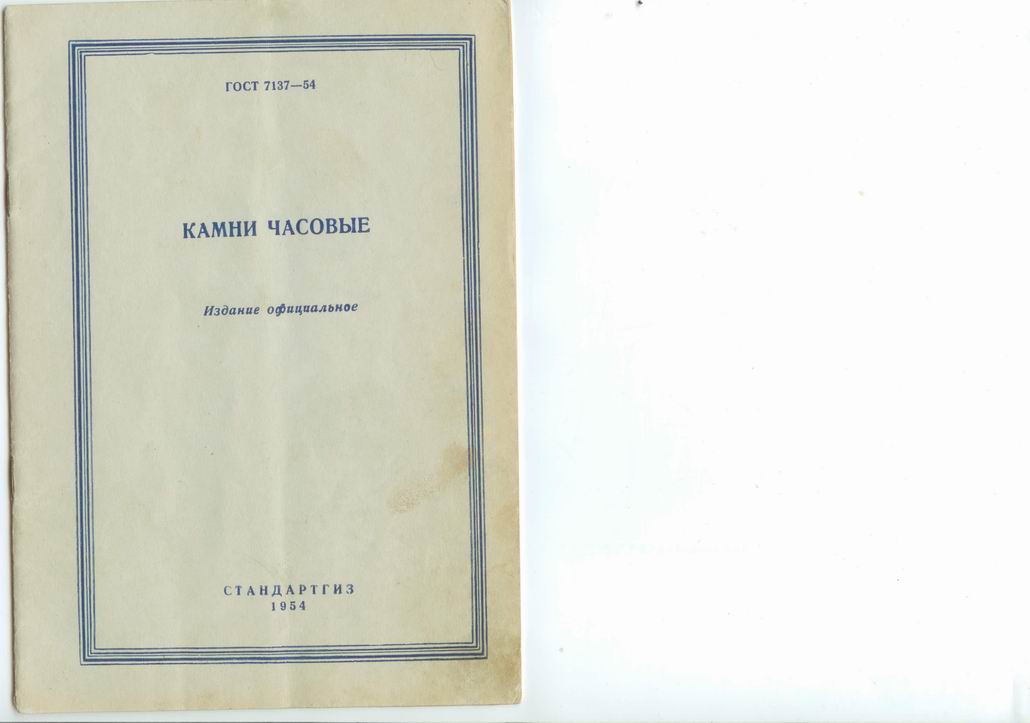 ГОСТ 7137—54
КАМНИ ЧАСОВЫЕ
Издание официальное
СТАНДАРТГИЗ
1954